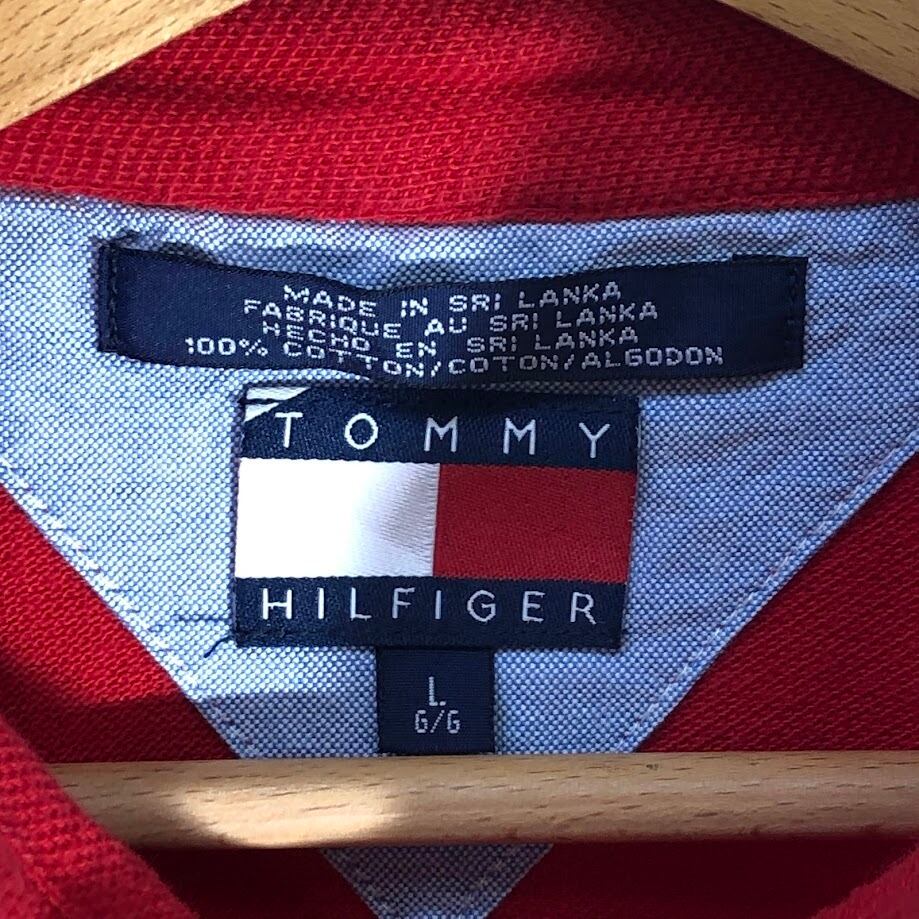 MADE IN SRI LANKA
FABRIQUE AU SRI LANKA
HECHO EN SRI LANKA
100% COTTON/COTON/ALGODON
TOMMY
HILFIGER
L
G/G